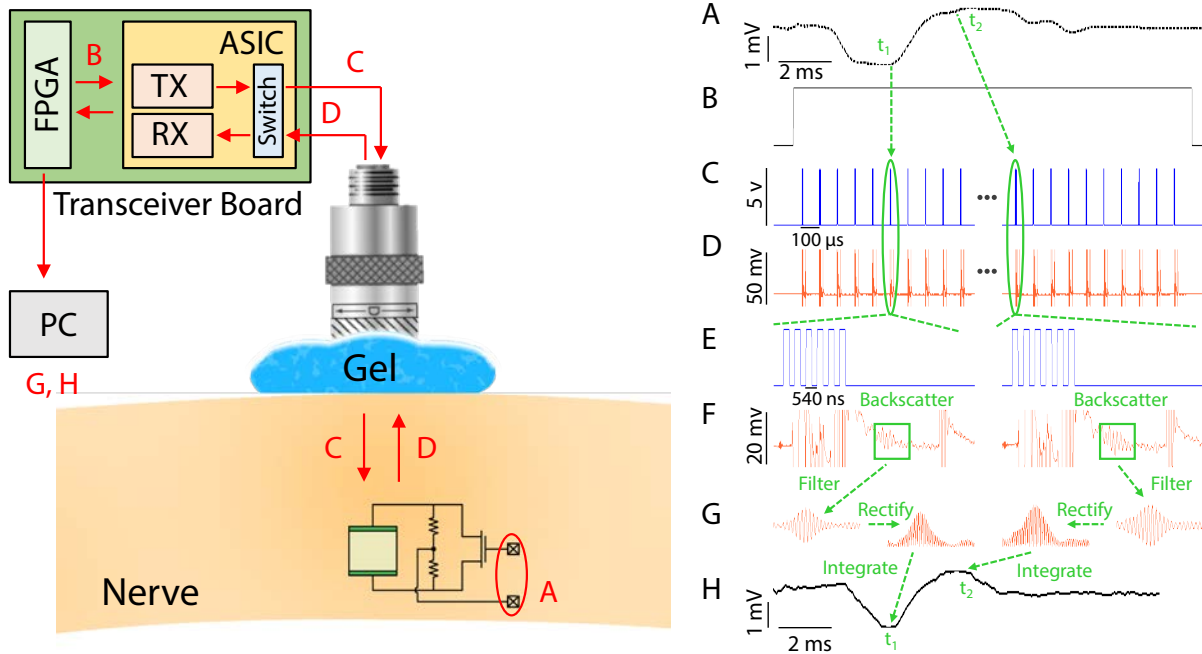 FPGA
B
ASIC
TX
RX
Switch
C
D
Transceiver Board
PC
G, H
Gel
C
D
A
Nerve
A
1 mV
2 ms
t1
t2
B
C
5 v
100 µs
D
50 mv
E
540 ns
Backscatter
Backscatter
F
20 mv
Filter
Filter
G
Rectify
Rectify
Integrate
Integrate
H
1 mV
2 ms
t1
t2